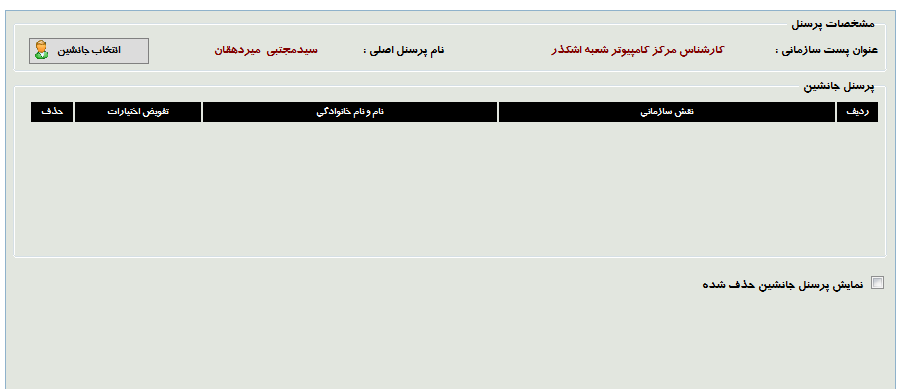 مشخصات پرسنل
عنوان پست سازمانی : کارشناس مرکز کامپیوتر شعبه اشکذر نام پرسنل اصلی : سیدمجتبی میردهقان انتخاب جانشین
پرسنل جانشین
ردیف نقش سازمانی نام و نام خانوادگی تفویض اختیارات حذف
نمایش پرسنل جانشین حذف شده